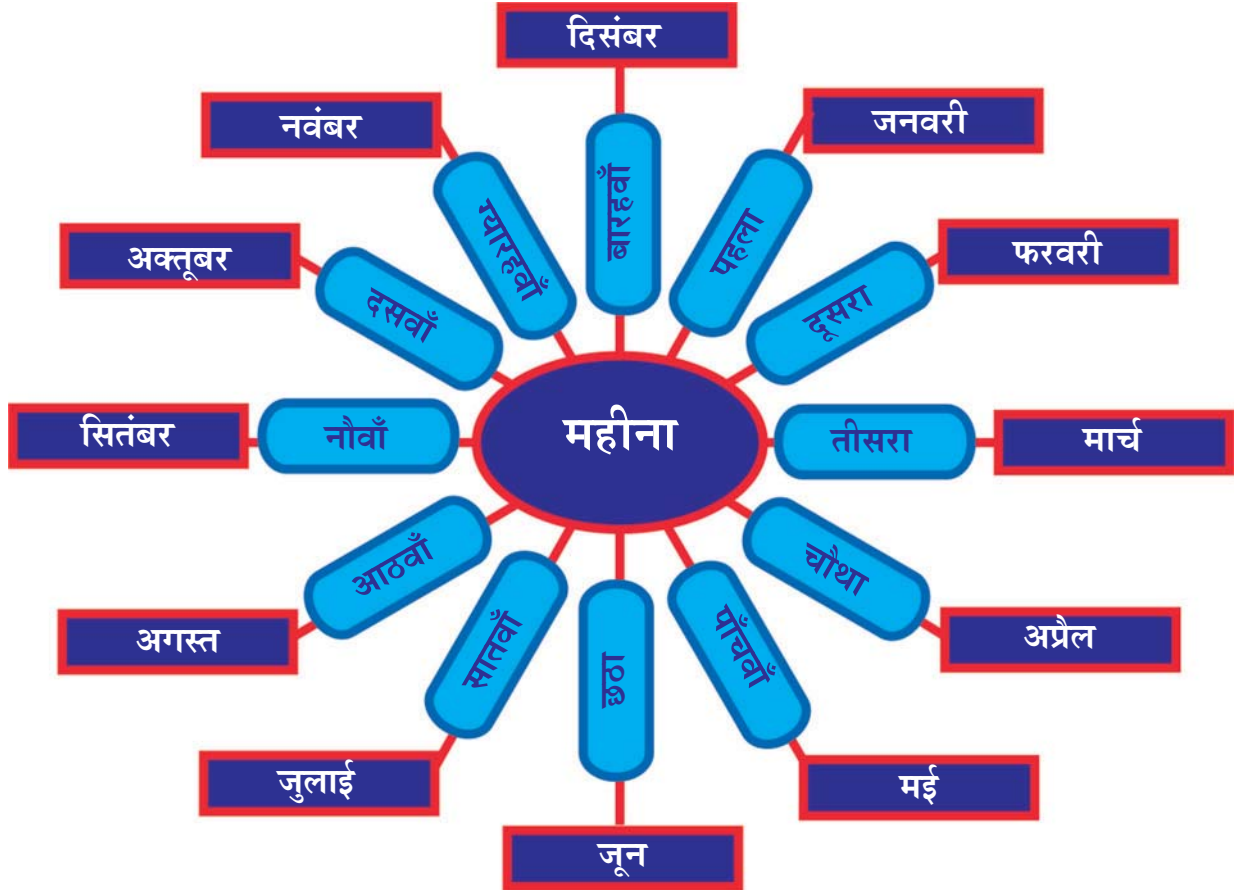 महीना
पहला
जनवरी
दूसरा
फरवरी
तीसरा
मार्च
चौथा
अप्रैल
पाँचवाँ
मई
छठा
जून
सातवाँ
जुलाई
आठवाँ
अगस्त
नौवाँ
सितंबर
दसवाँ
अक्तूबर
ग्यारहवाँ
नवंबर
बारहवाँ
दिसंबर